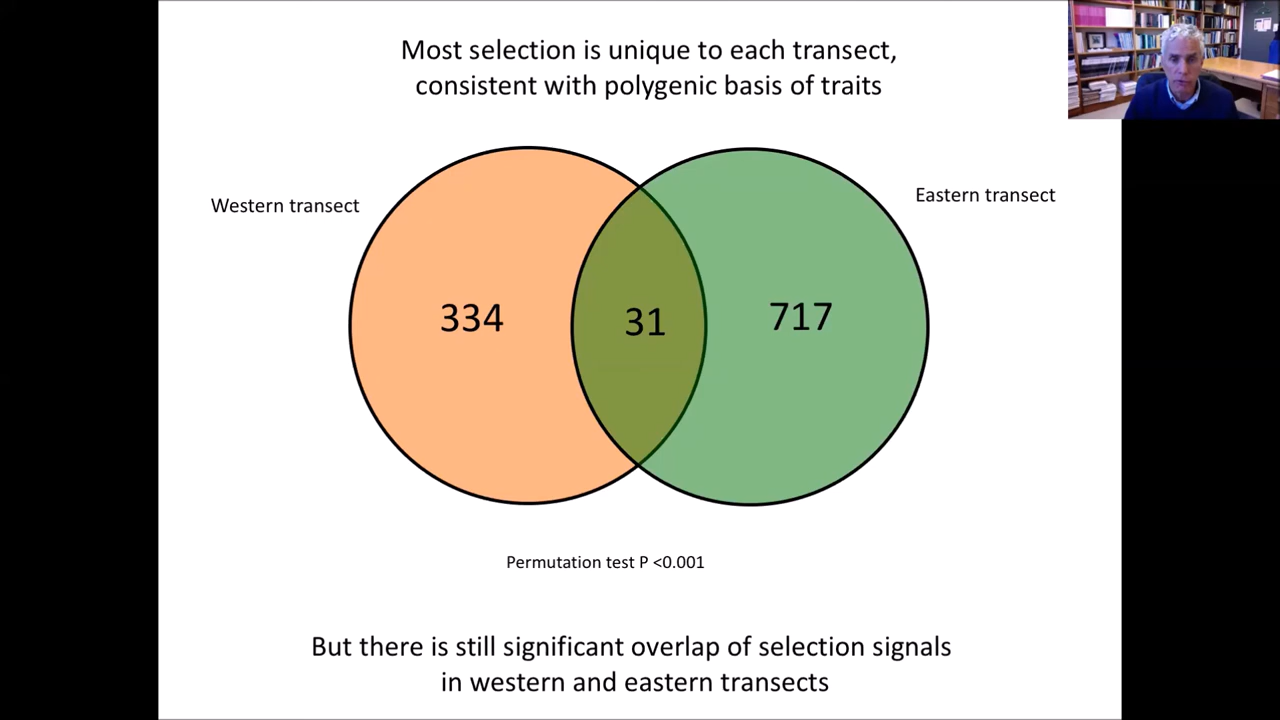 Most selection is unique to each transect,
consistent with polygenic basis of traits
Western transect
Eastern transect
334
31
717
Permutation test P <0.001
But there is still significant overlap of selection signals
in western and eastern transects